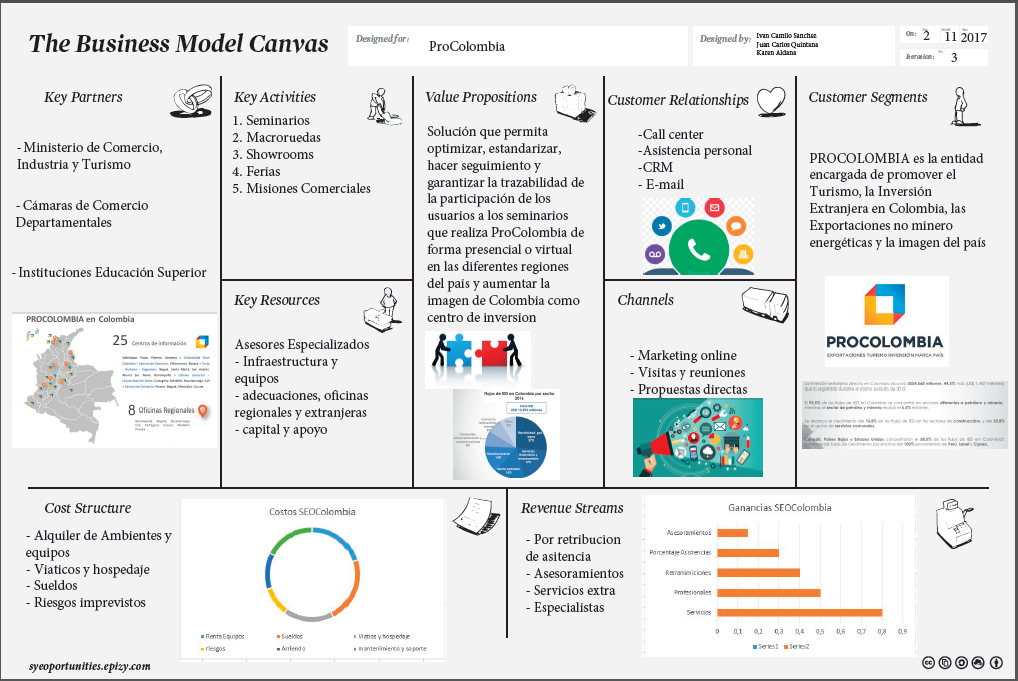 The Business Model Canvas
Designed for:
ProColombia
Designed by:
Ivan Camilo Sanchez
Juan Carlos Quintana
Karen Aldana
On:
2
11
2017
Iteration:
3
Key Partners
- Ministerio de Comercio,
Industria y Turismo
- Cámaras de Comercio
Departamentales
- Instituciones Educación Superior
PROCOLOMBIA en Colombia
25 Centros de información
8 Oficinas Regionales
Key Activities
1. Seminarios
2. Macroruedas
3. Showrooms
4. Ferias
5. Misiones Comerciales
Key Resources
Asesores Especializados
- Infraestructura y
equipos
- adecuaciones, oficinas
regionales y extranjeras
- capital y apoyo
Value Propositions
Solución que permita
optimizar, estandarizar,
hacer seguimiento y
garantizar la trazabilidad de
la participación de los
usuarios a los seminarios
que realiza ProColombia de
forma presencial o virtual
en las diferentes regiones
del pais y aumentar la
imagen de Colombia como
centro de inversion
Flujos de IED en Colombia por sector
2016
Customer Relationships
-Call center
-Asistencia personal
-CRM
- E-mail
Channels
- Marketing online
- Visitas y reuniones
- Propuestas directas
Customer Segments
PROCOLOMBIA es la entidad
encargada de promover el
Turismo, la Inversión
Extranjera en Colombia, las
Exportaciones no minero
energéticas y la imagen del país
PROCOLOMBIA
EXPORTACIONES TURISMO INVERSIÓN MARCA PAÍS
Cost Structure
- Alquiler de Ambientes y
equipos
- Viaticos y hospedaje
- Sueldos
- Riesgos imprevistos
Costos SEOColombia
Renta Equipos
Sueldos
Viatios y hospedaje
riesgos
Arriendo
mantenimiento y soporte
Revenue Streams
- Por retribucion
de asitencia
- Asesoramientos
- Servicios extra
- Especialistas
Ganancias SEOColombia
Asesoramientos
Porcentaje Asistencias
Retransmiciones
Profesionales
Servicios
0 0,1 0,2 0,3 0,4 0,5 0,6 0,7 0,8 0,9
Series1 Series2
syeoportunities.epizy.com